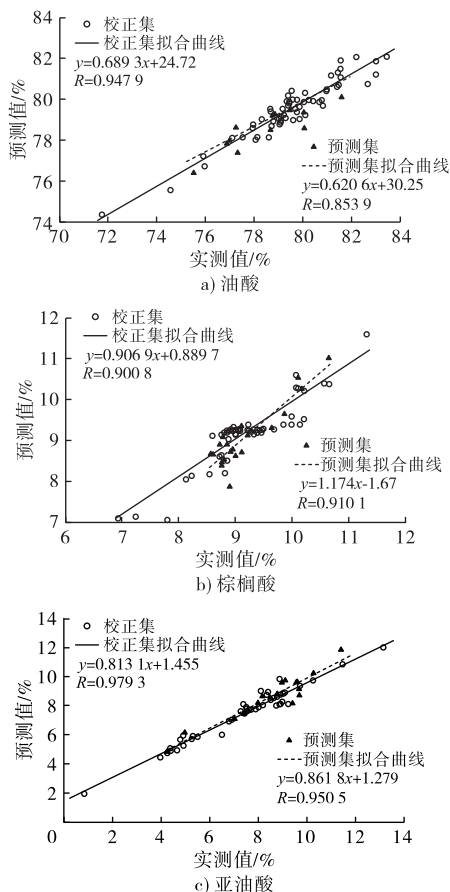 84
82
80
78
76
74
预测值/%
校正集
校正集拟合曲线
y=0.689 3x+24.72
R=0.947 9
预测集
预测集拟合曲线
y=0.620 6x+30.25
R=0.853 9
70 72 74 76 78 80 82 84
实测值/%
a) 油酸
12
11
10
9
8
7
预测值/%
校正集
校正集拟合曲线
y=0.906 9x+0.889 7
R=0.900 8
预测集
预测集拟合曲线
y=1.174x-1.67
R=0.910 1
6 7 8 9 10 11 12
实测值/%
b) 棕榈酸
14
12
10
8
6
4
2
预测值/%
校正集
校正集拟合曲线
y=0.813 1x+1.455
R=0.979 3
预测集
预测集拟合曲线
y=0.861 8x+1.279
R=0.950 5
0 2 4 6 8 10 12 14
实测值/%
c) 亚油酸